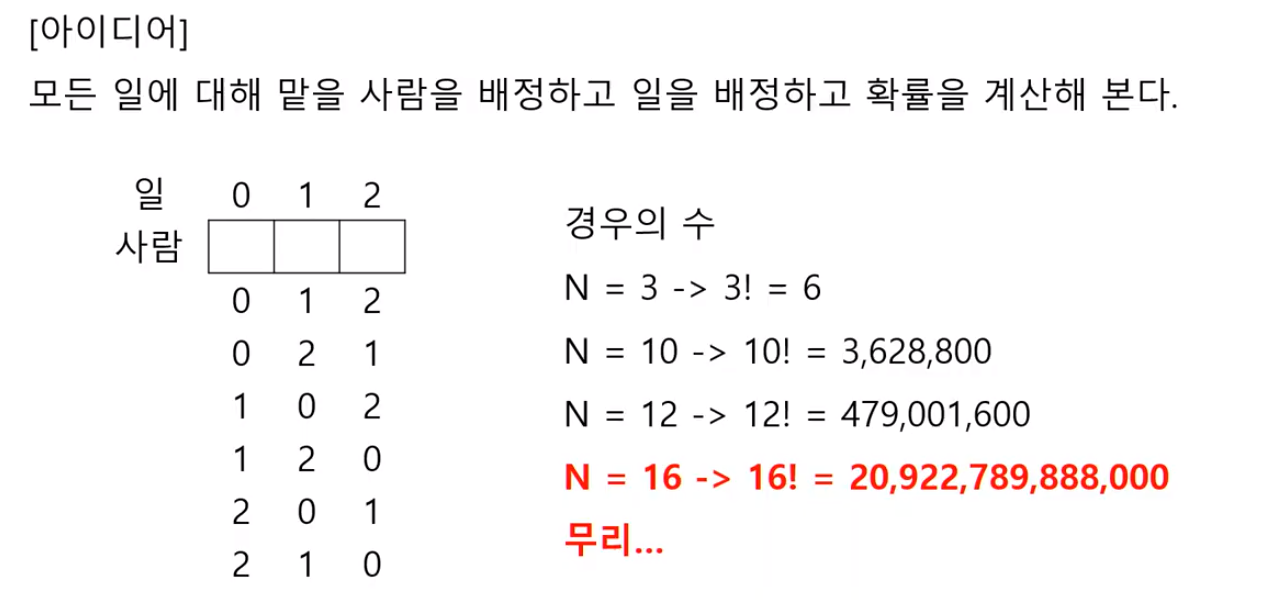 [아이디어]
모든 일에 대해 맡을 사람을 배정하고 일을 배정하고 확률을 계산해 본다.
일 0 1 2
사람
0 1 2
0 2 1
1 0 2
1 2 0
2 0 1
2 1 0
경우의 수
N = 3 -> 3! = 6
N = 10 -> 10! = 3,628,800
N = 12 -> 12! = 479,001,600
N = 16 -> 16! = 20,922,789,888,000
무리...